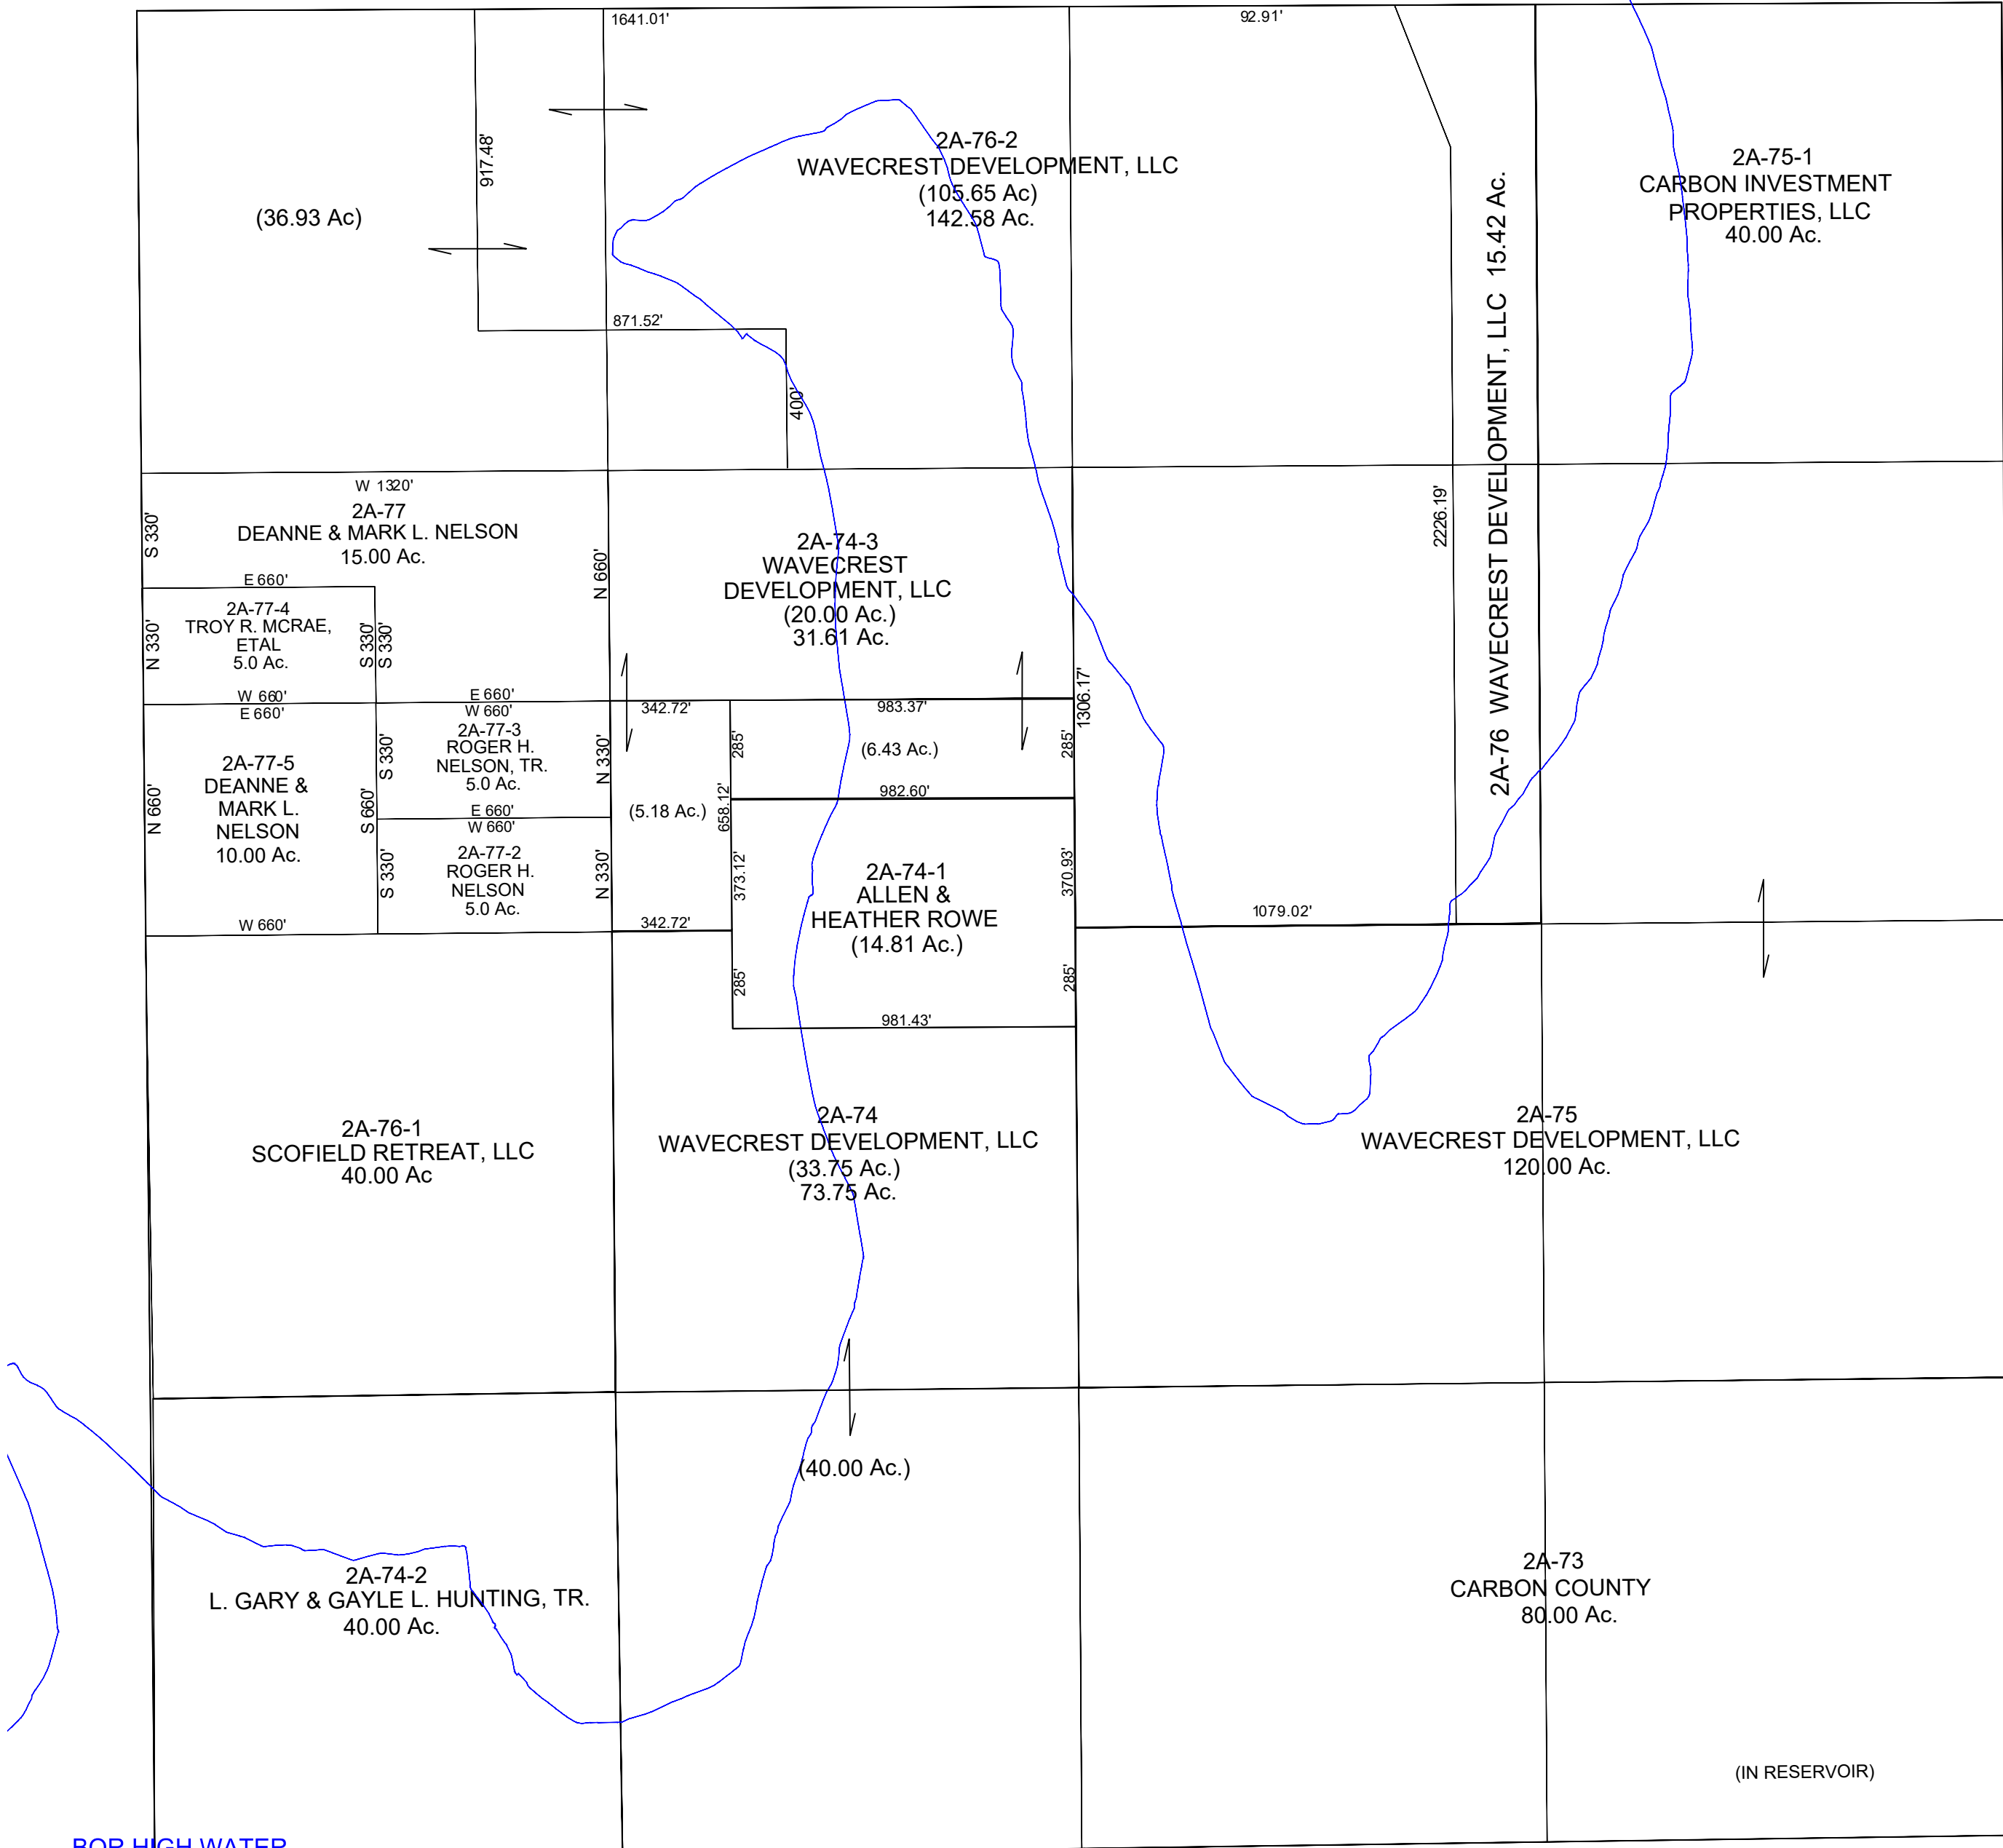 1641.01'
92.91'
917.48'
(36.93 Ac)
2A-76-2
WAVECREST DEVELOPMENT, LLC
(105.65 Ac)
142.58 Ac.
2A-75-1
CARBON INVESTMENT
PROPERTIES, LLC
40.00 Ac.
2A-76 WAVECREST DEVELOPMENT, LLC 15.42 Ac.
871.52'
400'
2226.19'
W 1320'
S 330'
2A-77
DEANNE & MARK L. NELSON
15.00 Ac.
N 660'
E 660'
N 330'
2A-77-4
TROY R. MCRAE,
ETAL
5.0 Ac.
S 330'
S 330'
W 660'
2A-74-3
WAVECREST
DEVELOPMENT, LLC
(20.00 Ac.)
31.61 Ac.
1306.17'
E 660'
E 660'
W 660'
N 660'
2A-77-5
DEANNE &
MARK L.
NELSON
10.00 Ac.
S 660'
W 660'
S 330'
2A-77-3
ROGER H.
NELSON, TR.
5.0 Ac.
N 330'
E 660'
W 660'
S 330'
2A-77-2
ROGER H.
NELSON
5.0 Ac.
N 330'
342.72'
(5.18 Ac.)
658.12'
342.72'
983.37'
285'
(6.43 Ac.)
285'
982.60'
373.12'
370.93'
2A-74-1
ALLEN &
HEATHER ROWE
(14.81 Ac.)
285'
285'
981.43'
1079.02'
2A-76-1
SCOFIELD RETREAT, LLC
40.00 Ac
2A-74
WAVECREST DEVELOPMENT, LLC
(33.75 Ac.)
73.75 Ac.
2A-75
WAVECREST DEVELOPMENT, LLC
120.00 Ac.
(40.00 Ac.)
2A-74-2
L. GARY & GAYLE L. HUNTING, TR.
40.00 Ac.
2A-73
CARBON COUNTY
80.00 Ac.
(IN RESERVOIR)
BOR HIGH WATER